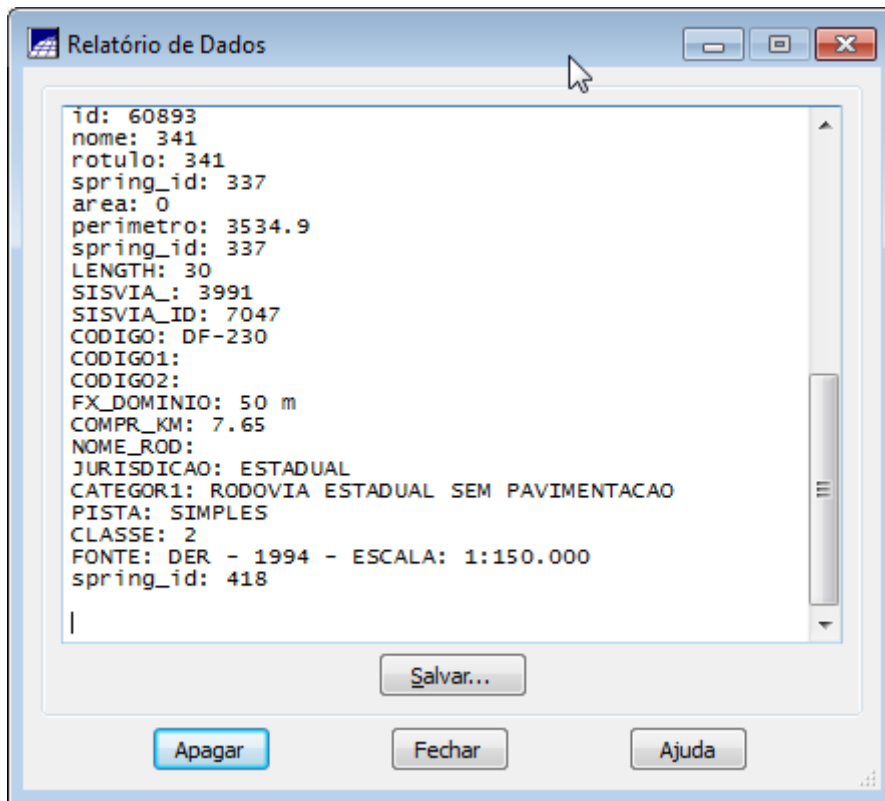 Relatório de Dados
id: 60893
nome: 341
rotulo: 341
spring_id: 337
area: 0
perimetro: 3534.9
spring_id: 337
LENGTH: 30
SISVIA_: 3991
SISVIA_ID: 7047
CODIGO: DF-230
CODIGO1:
CODIGO2:
FX_DOMINIO: 50 m
COMPR_KM: 7.65
NOME_ROD:
JURISDICAO: ESTADUAL
CATEGOR1: RODOVIA ESTADUAL SEM PAVIMENTACAO
PISTA: SIMPLES
CLASSE: 2
FONTE: DER - 1994 - ESCALA: 1:150.000
spring_id: 418
Salvar...
Apagar Fechar Ajuda